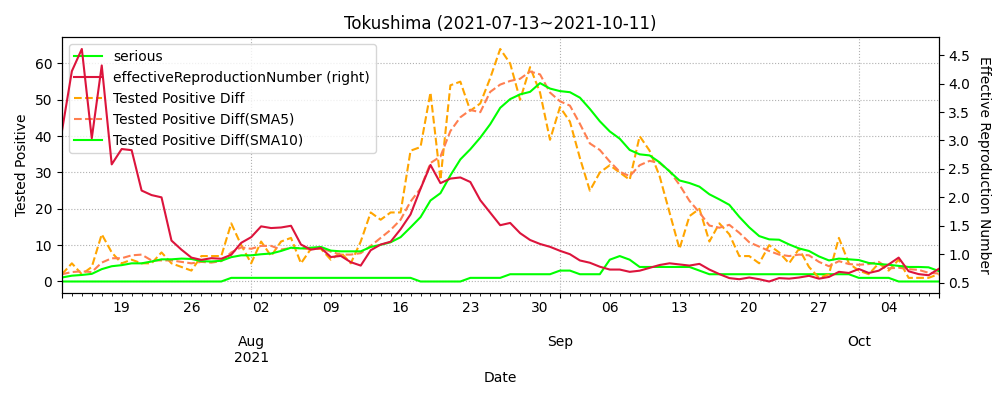 Tokushima (2021-07-13~2021-10-11)
serious
effectiveReproductionNumber (right)
Tested Positive Diff
Tested Positive Diff(SMA5)
Tested Positive Diff(SMA10)
Tested Positive
60
50
40
30
20
10
0
4.5
4.0
3.5
3.0
2.5
2.0
1.5
1.0
0.5
Effective Reproduction Number
19 26 02 09 16 23 30 06 13 20 27 04
Aug Sep Oct
2021
Date